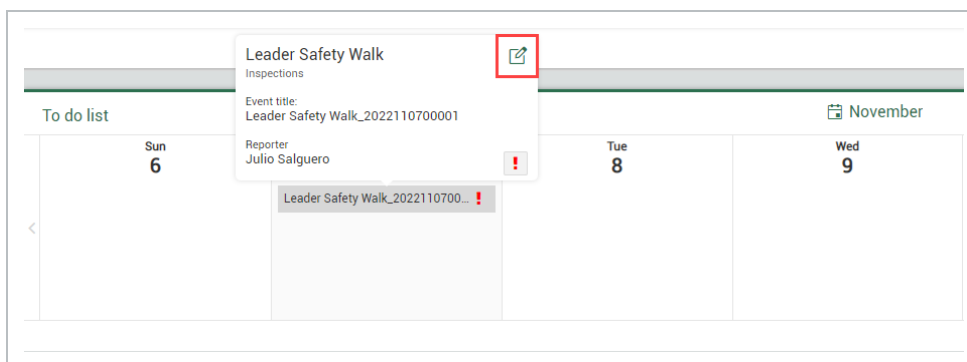 Leader Safety Walk
Inspections
Event title:
Leader Safety Walk_2022110700001
Reporter
Julio Salguero
To do list
November
Sun
6
Tue
8
Wed
9
Leader Safety Walk_2022110700...